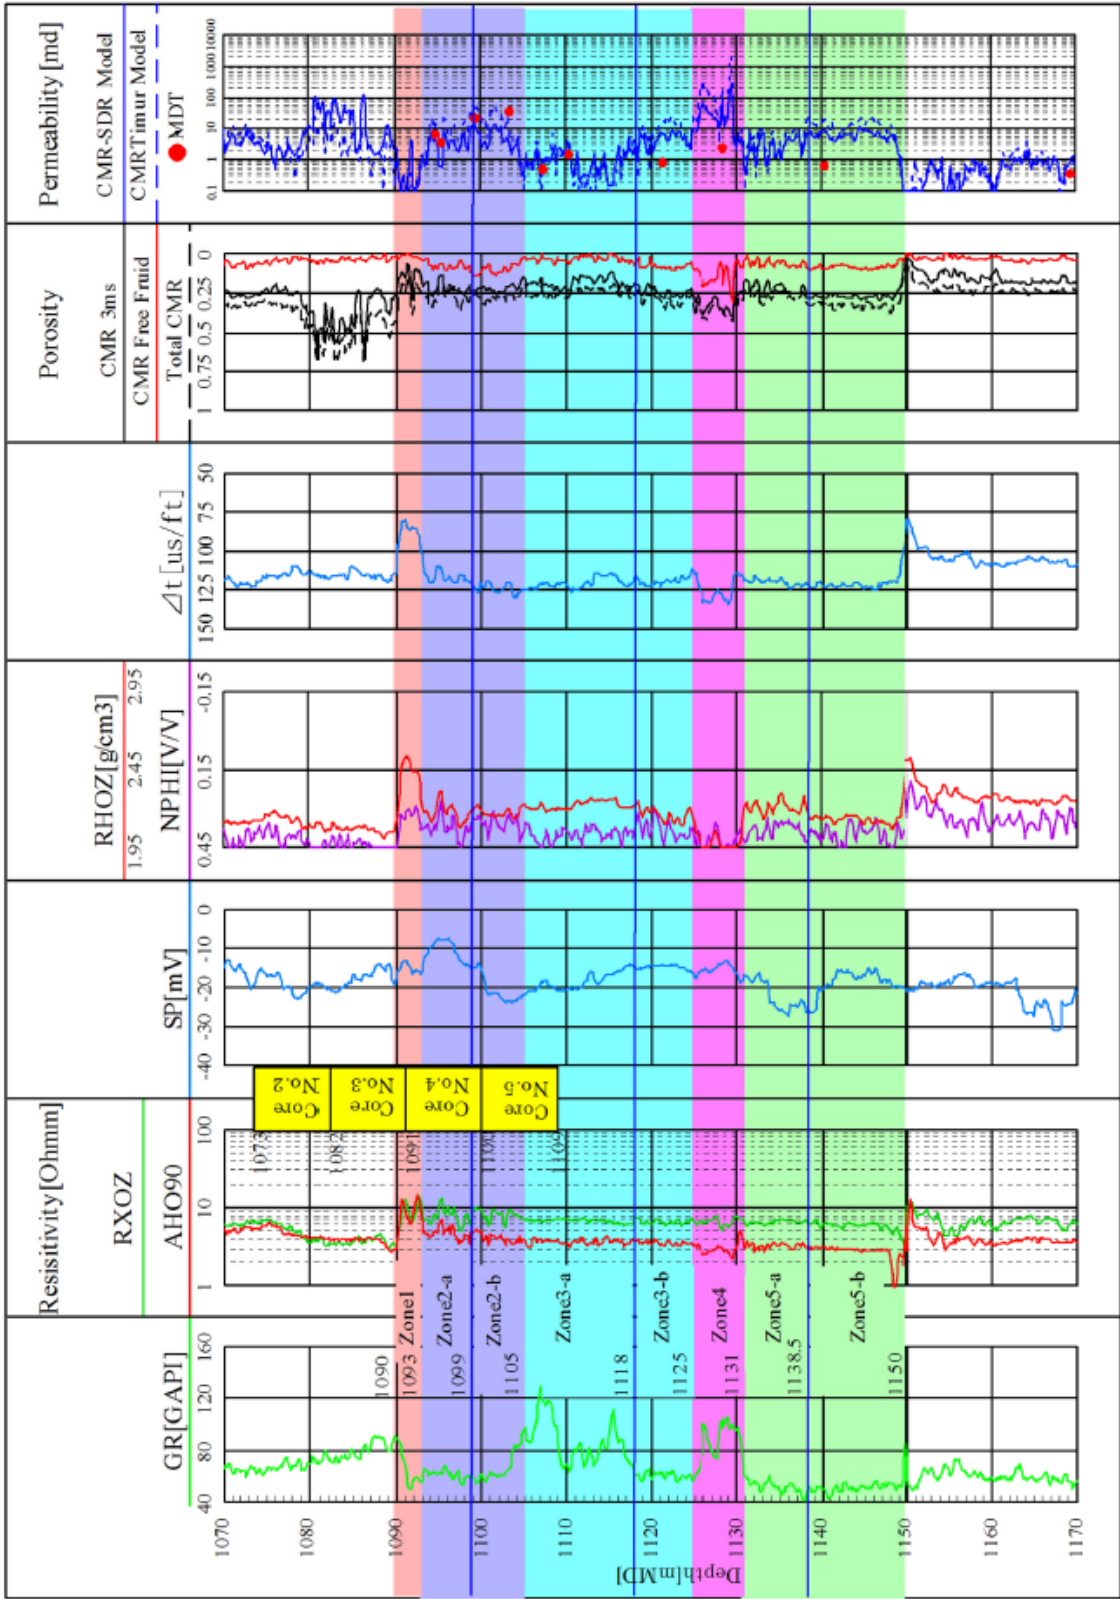 Permeability[md]
CMR-SDR Model
CMRTimur Model
MDT
0.1
1
10
100
1000
10000
Porosity
CMR 3ms
CMR Free Fruid
Total CMR
1
0.75
0.5
0.25
0
⊿t[us/ft]
150
125
100
75
50
RHOZ[g/cm3]
1.95
2.45
2.95
NPHI[V/V]
0.45
0.15
-0.15
SP[mV]
-40
-30
-20
-10
0
Core No.2
Core No.3
Core No.4
Core No.5
1073
1082
1091
1100
1109
Resisitivity[Ohmm]
RXOZ
AHO90
1
10
100
Zone1
Zone2-a
Zone2-b
Zone3-a
Zone3-b
Zone4
Zone5-a
Zone5-b
1090
1093
1099
1105
1118
1125
1131
1138.5
1150
GR[GAPI]
40
80
120
160
1070
1080
1090
1100
1110
1120
1130
1140
1150
1160
1170
Depth[mMD]